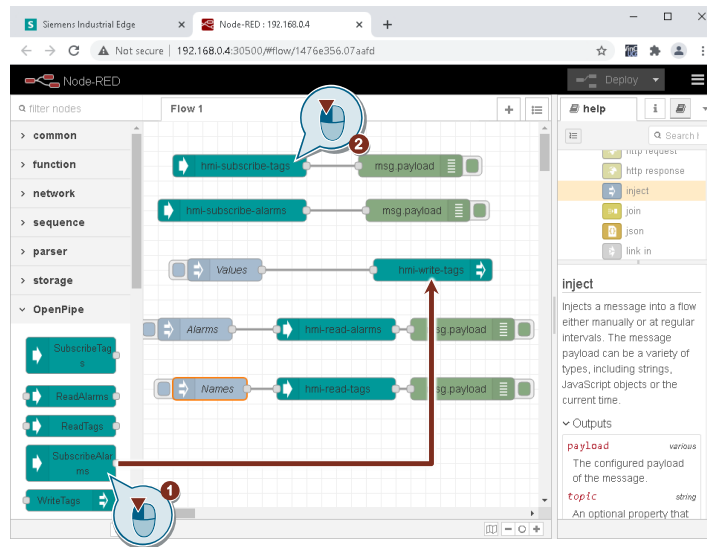 Siemens Industrial Edge
Node-RED : 192.168.0.4
Not secure
192.168.0.4:30500/#flow/1476e356.07aafd
Node-RED
Deploy
filter nodes
Flow 1
help
i
Search
common
function
network
sequence
parser
storage
OpenPipe
SubscribeTag
s
ReadAlarms
ReadTags
SubscribeAlar
ms
WriteTags
1
2
hmi-subscribe-tags
msg.payload
hmi-subscribe-alarms
msg.payload
Values
hmi-write-tags
Alarms
hmi-read-alarms
sg.payload
Names
hmi-read-tags
sg.payload
http request
http response
inject
join
json
link in
inject
Injects a message into a flow
either manually or at regular
intervals. The message
payload can be a variety of
types, including strings,
JavaScript objects or the
current time.
Outputs
payload various
The configured payload
of the message.
topic string
An optional property that